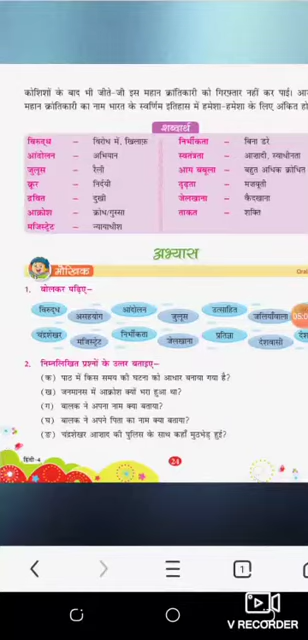 कोशिशों के बाद भी जीते-जी इस महान क्रांतिकारी को गिरफ़्तार नहीं कर पाई।
महान क्रांतिकारी का नाम भारत के स्वर्णिम इतिहास में हमेशा-हमेशा के लिए अंकित
शब्दार्थ
विरुद्ध – विरोध में, खिलाफ़ निर्भीकता – बिना डरे
आंदोलन – अभियान स्वतंत्रता – आज़ादी, स्वाधीनता
जुलूस – रैली आग बबूला – बहुत अधिक क्रोधित
क्रूर – निर्दयी दृढ़ता – मज़बूती
द्रवित – दुखी जेलखाना – कैदखाना
आक्रोश – क्रोध/गुस्सा ताकत – शक्ति
मजिस्ट्रेट – न्यायाधीश
अभ्यास
मौखिक
1. बोलकर पढ़िए–
विरुद्ध असहयोग आंदोलन जुलूस उत्साहित जलियाँवाला
चंद्रशेखर मजिस्ट्रेट निर्भीकता जेलखाना प्रतिज्ञा देशवासी
2. निम्नलिखित प्रश्नों के उत्तर बताइए–
(क) पाठ में किस समय की घटना को आधार बनाया गया है?
(ख) जनमानस में आक्रोश क्यों भरा हुआ था?
(ग) बालक ने अपना नाम क्या बताया?
(घ) बालक ने अपने पिता का नाम क्या बताया?
(ङ) चंद्रशेखर आज़ाद की पुलिस के साथ कहाँ मुठभेड़ हुई?
हिंदी-4
24
1
V RECORDER